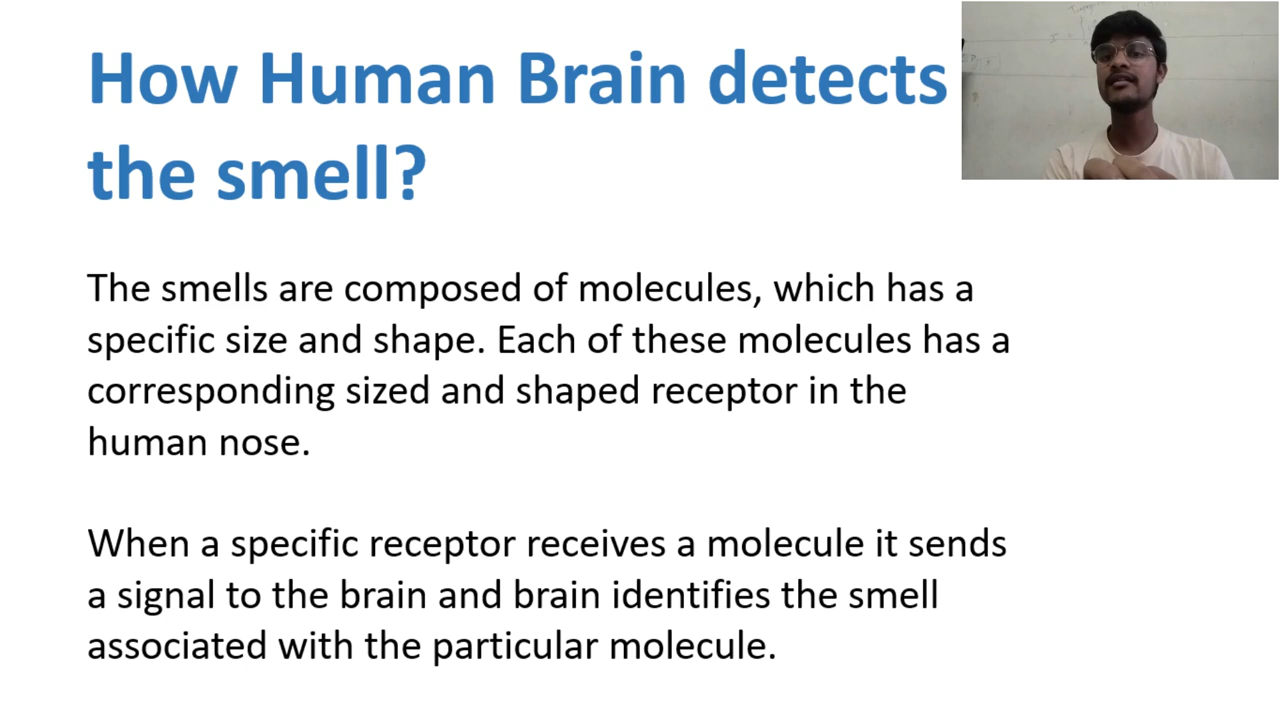 How Human Brain detects
the smell?
The smells are composed of molecules, which has a
specific size and shape. Each of these molecules has a
corresponding sized and shaped receptor in the
human nose.
When a specific receptor receives a molecule it sends
a signal to the brain and brain identifies the smell
associated with the particular molecule.